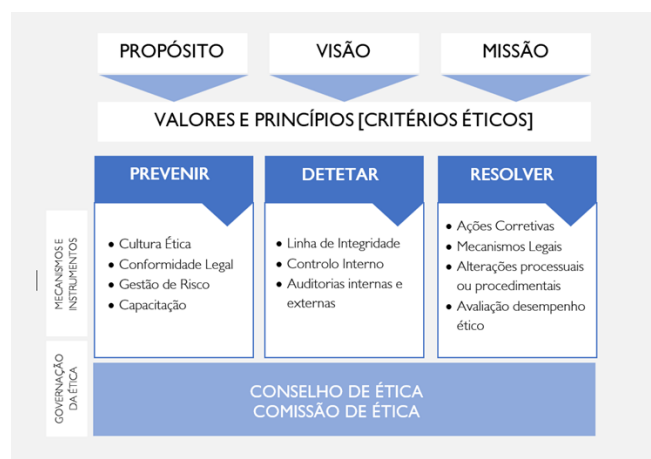 PROPÓSITO
VISÃO
MISSÃO
VALORES E PRINCÍPIOS [CRITÉRIOS ÉTICOS]
PREVENIR
DETETAR
RESOLVER
MECANISMOS E
INSTRUMENTOS
• Cultura Ética
• Conformidade Legal
• Gestão de Risco
• Capacitação
• Linha de Integridade
• Controlo Interno
• Auditorias internas e
externas
• Ações Corretivas
• Mecanismos Legais
• Alterações processuais
ou procedimentais
• Avaliação desempenho
ético
GOVERNAÇÃO
DA ÉTICA
CONSELHO DE ÉTICA
COMISSÃO DE ÉTICA